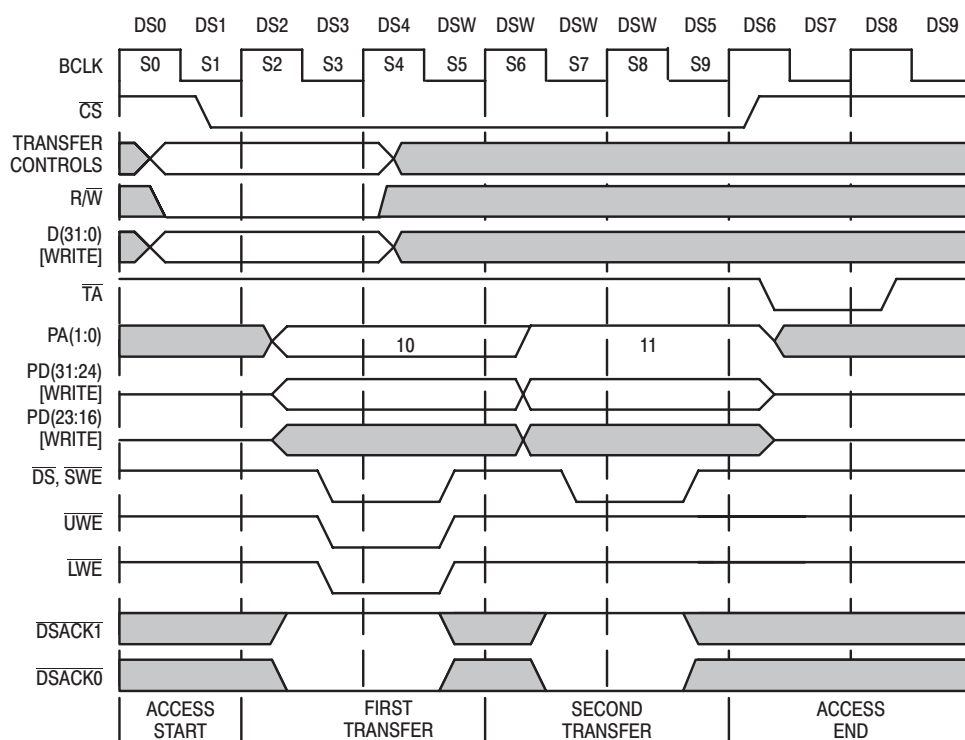 DS0 DS1 DS2 DS3 DS4 DSW DSW DSW DSW DS5 DS6 DS7 DS8 DS9
BCLK S0 S1 S2 S3 S4 S5 S6 S7 S8 S9
CS
TRANSFER
CONTROLS
R/W
D(31:0)
[WRITE]
TA
PA(1:0) 10 11
PD(31:24)
[WRITE]
PD(23:16)
[WRITE]
DS, SWE
UWE
LWE
DSACK1
DSACK0
ACCESS
START
FIRST
TRANSFER
SECOND
TRANSFER
ACCESS
END